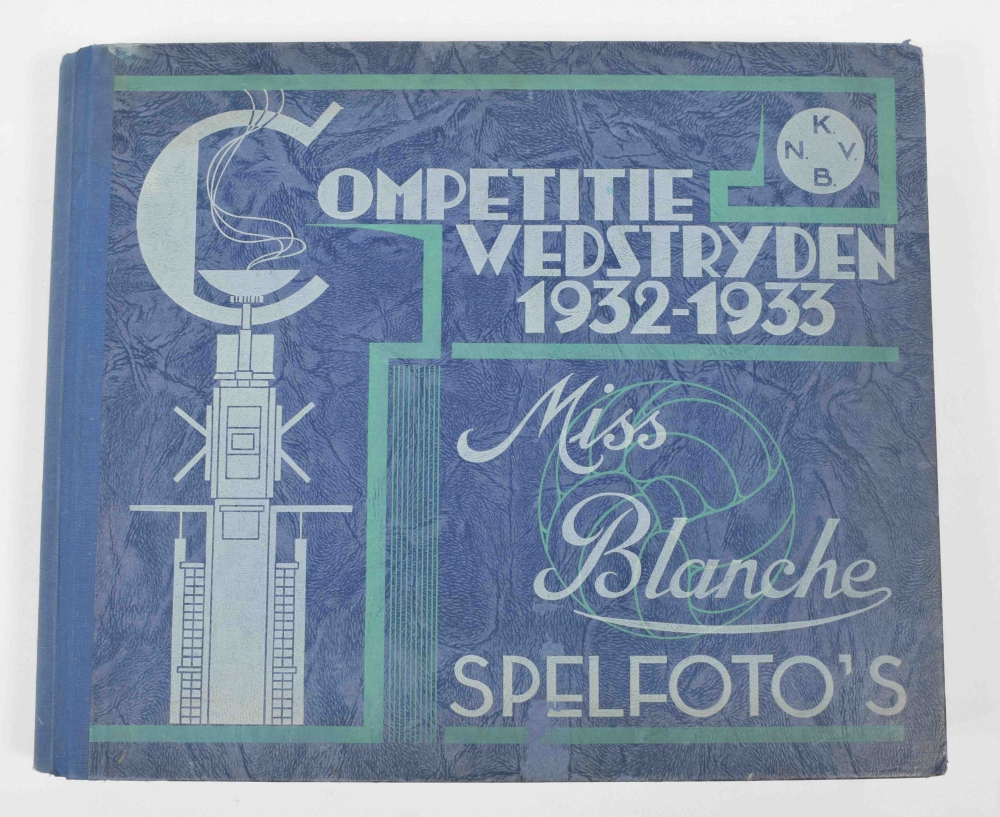 K.
N. V.
B.
COMPETITIE
WEDSTRYDEN
1932-1933
Miss
Blanche
SPELFOTO'S